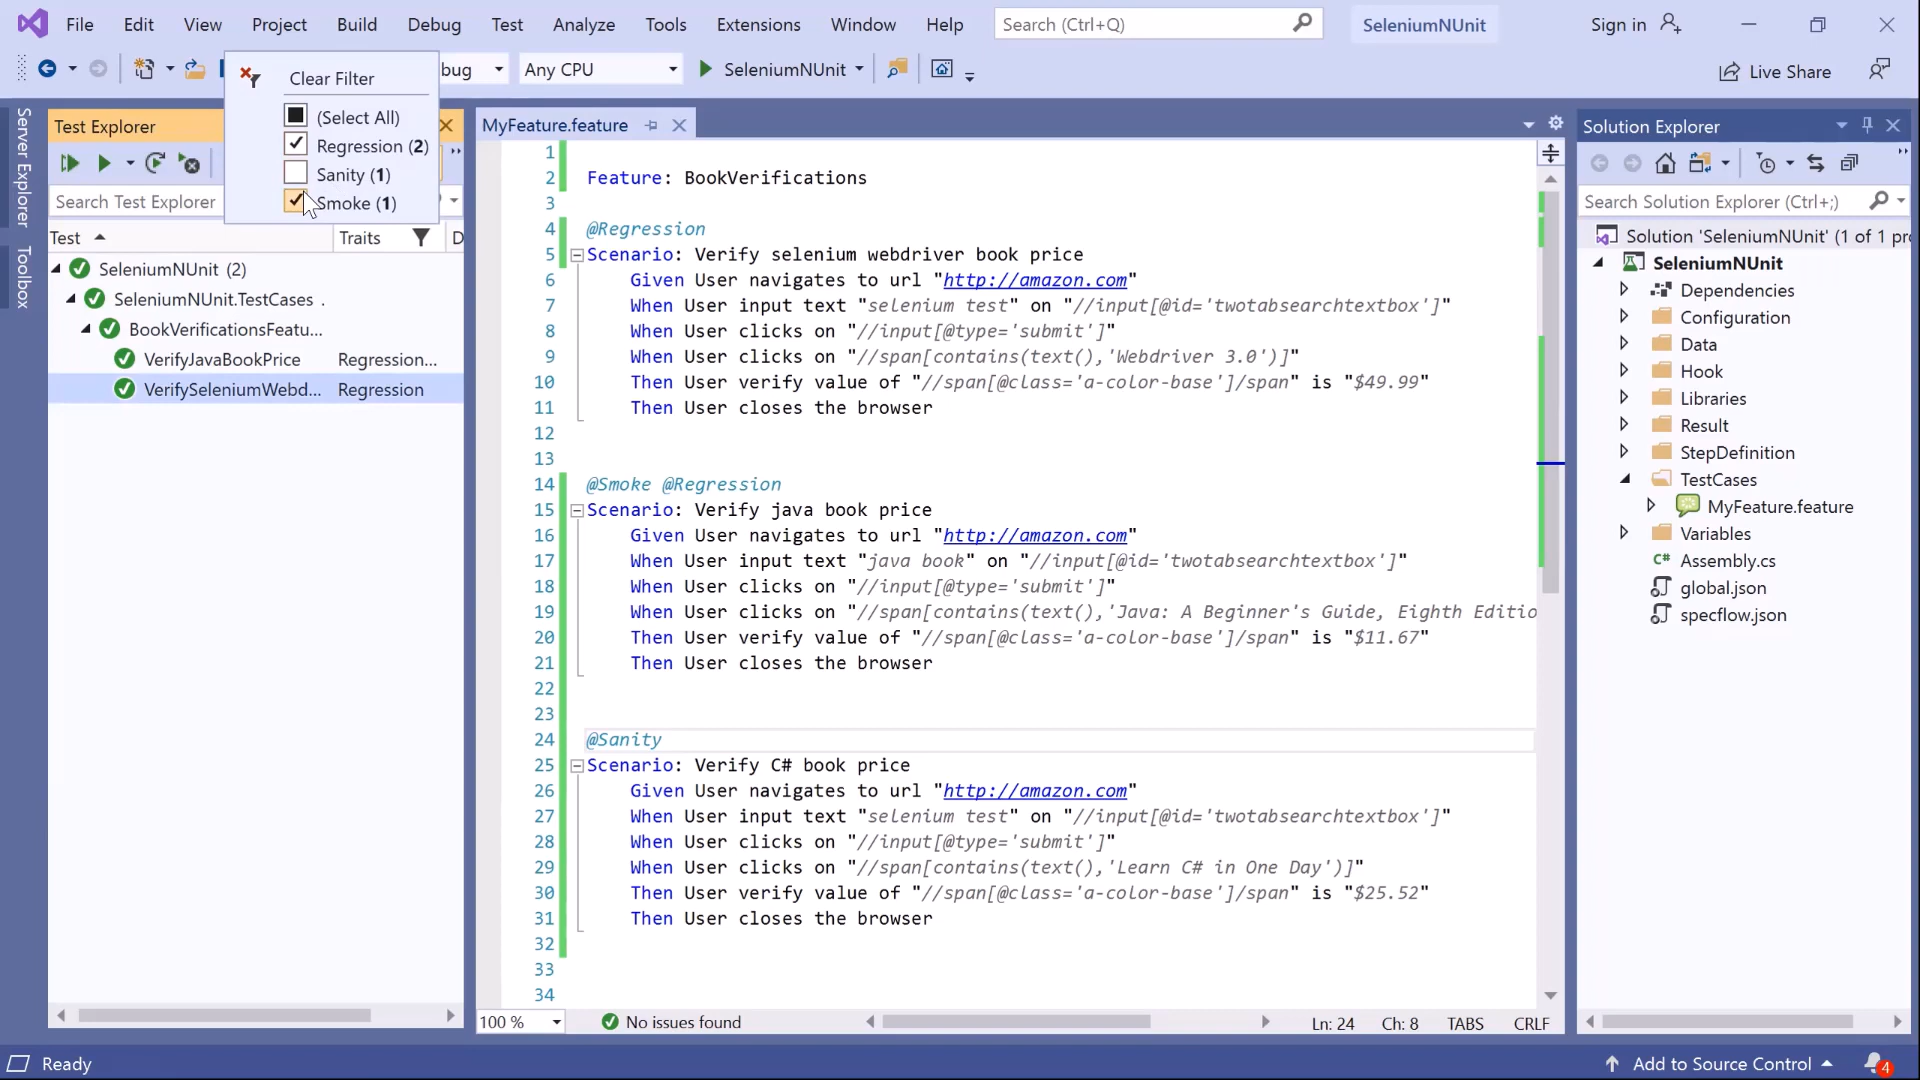 File Edit View Project Build Debug Test Analyze Tools Extensions Window Help Search (Ctrl+Q) SeleniumNUnit Sign in
bug Any CPU SeleniumNUnit Live Share
Clear Filter
(Select All)
Regression (2)
Sanity (1)
Smoke (1)
Server Explorer
Toolbox
Test Explorer
Search Test Explorer
Test Traits D
SeleniumNUnit (2)
SeleniumNUnit.TestCases .
BookVerificationsFeatu...
VerifyJavaBookPrice Regression...
VerifySeleniumWebd... Regression
MyFeature.feature
1
2 Feature: BookVerifications
3
4 @Regression
5 Scenario: Verify selenium webdriver book price
6 Given User navigates to url "http://amazon.com"
7 When User input text "selenium test" on "//input[@id='twotabsearchtextbox']"
8 When User clicks on "//input[@type='submit']"
9 When User clicks on "//span[contains(text(),'Webdriver 3.0')]"
10 Then User verify value of "//span[@class='a-color-base']/span" is "$49.99"
11 Then User closes the browser
12
13
14 @Smoke @Regression
15 Scenario: Verify java book price
16 Given User navigates to url "http://amazon.com"
17 When User input text "java book" on "//input[@id='twotabsearchtextbox']"
18 When User clicks on "//input[@type='submit']"
19 When User clicks on "//span[contains(text(),'Java: A Beginner's Guide, Eighth Editio
20 Then User verify value of "//span[@class='a-color-base']/span" is "$11.67"
21 Then User closes the browser
22
23
24 @Sanity
25 Scenario: Verify C# book price
26 Given User navigates to url "http://amazon.com"
27 When User input text "selenium test" on "//input[@id='twotabsearchtextbox']"
28 When User clicks on "//input[@type='submit']"
29 When User clicks on "//span[contains(text(),'Learn C# in One Day')]"
30 Then User verify value of "//span[@class='a-color-base']/span" is "$25.52"
31 Then User closes the browser
32
33
34
100 % No issues found Ln: 24 Ch: 8 TABS CRLF
Solution Explorer
Search Solution Explorer (Ctrl+;)
Solution 'SeleniumNUnit' (1 of 1 pro
SeleniumNUnit
Dependencies
Configuration
Data
Hook
Libraries
Result
StepDefinition
TestCases
MyFeature.feature
Variables
C# Assembly.cs
global.json
specflow.json
Ready Add to Source Control 4